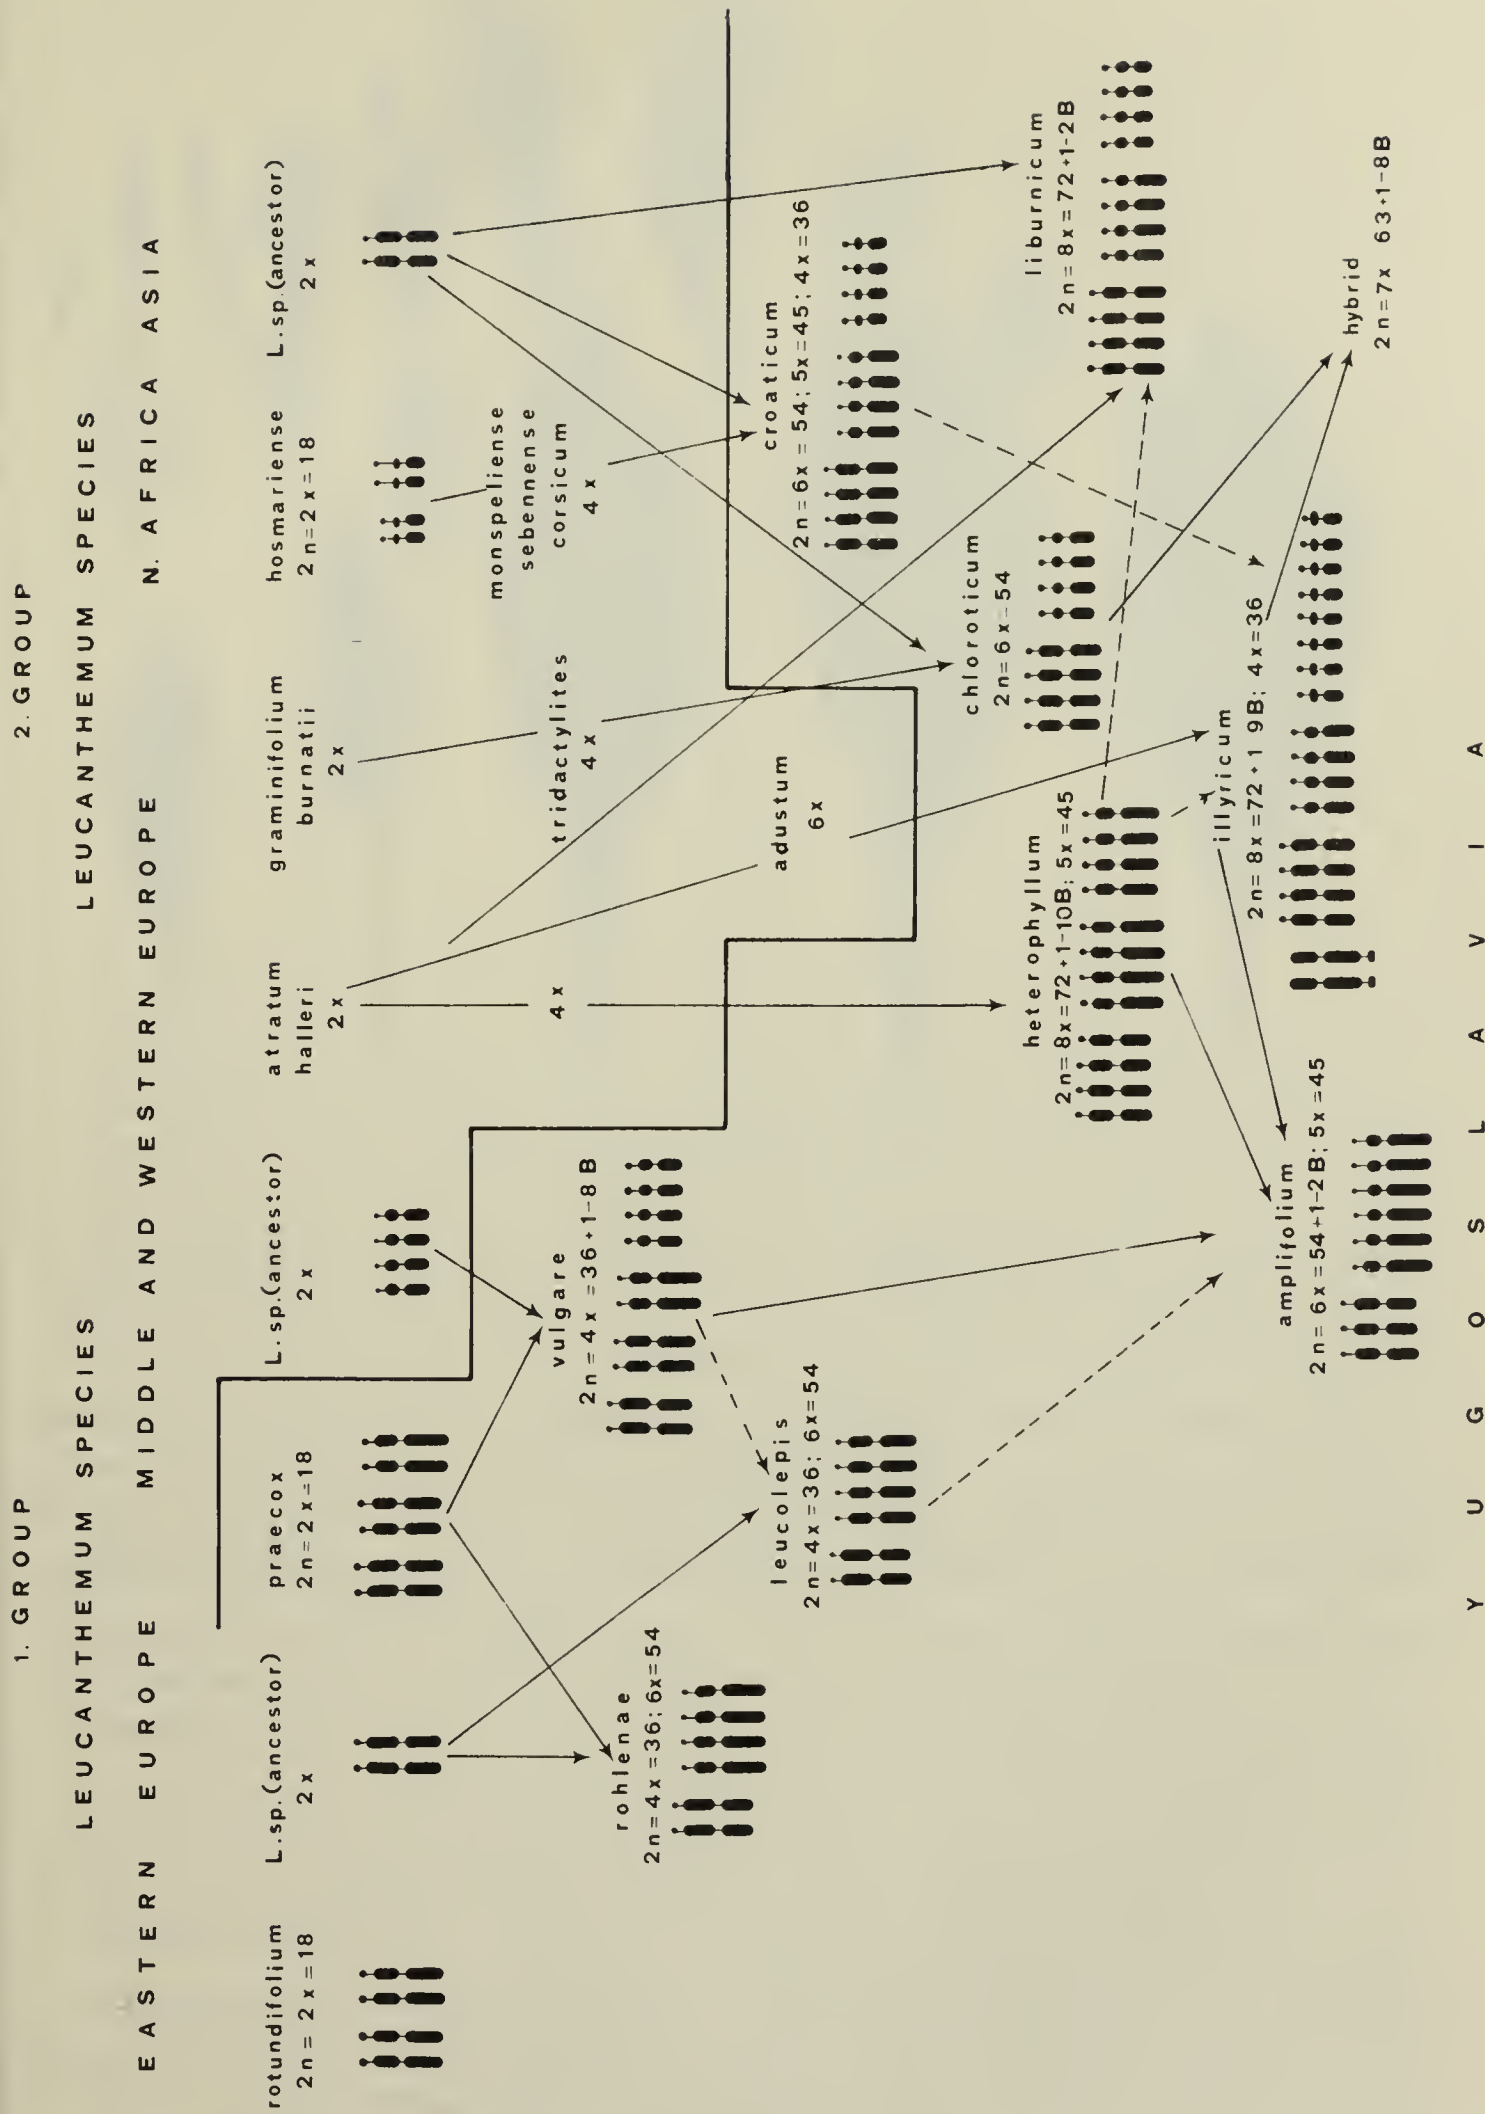 1. GROUP
2. GROUP
LEUCANTHEMUM SPECIES
LEUCANTHEMUM SPECIES
EASTERN EUROPE MIDDLE AND WESTERN EUROPE N. AFRICA ASIA
rotundifolium
2n = 2x = 18
L.sp.(ancestor)
2x
praecox
2n = 2x = 18
L.sp.(ancestor)
2x
atratum
halleri
2x
graminifolium
burnatii
2x
hosmariense
2n = 2x = 18
L.sp.(ancestor)
2x
4x
tridactylites
4x
monspeliense
sebennense
corsicum
4x
rohlenae
2n = 4x = 36; 6x = 54
vulgare
2n = 4x = 36+1-8B
leucolepis
2n = 4x = 36; 6x = 54
adustum
6x
croaticum
2n = 6x = 54; 5x = 45; 4x = 36
heterophyllum
2n = 8x = 72+1-10B; 5x = 45
chloroticum
2n = 6x-54
liburnicum
2n = 8x = 72+1-2B
amplifolium
2n = 6x = 54+1-2B; 5x = 45
illyricum
2n = 8x = 72+1 9B; 4x = 36
hybrid
2n = 7x 63+1-8B
YUGOSLAVIA